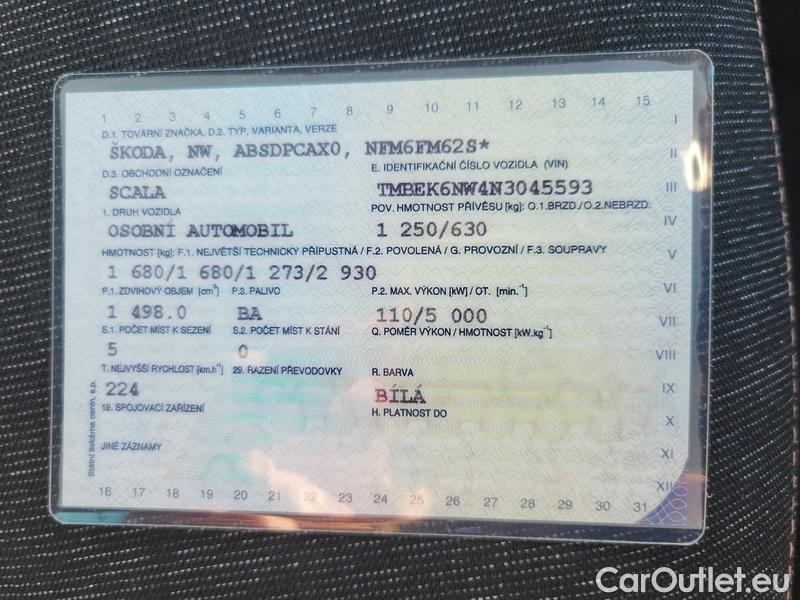 1 2 3 4 5 6 7 8 9 10 11 12 13 14 15
I
D.1. TOVÁRNÍ ZNAČKA, D.2. TYP, VARIANTA, VERZE
ŠKODA, NW, ABSDPCAX0, NFM6FM62S*
II
D.3. OBCHODNÍ OZNAČENÍ E. IDENTIFIKAČNÍ ČÍSLO VOZIDLA (VIN)
SCALA TMBEK6NW4N3045593
III
1. DRUH VOZIDLA POV. HMOTNOST PŘÍVĚSU [kg]: O.1.BRZD./O.2.NEBRZD.
OSOBNÍ AUTOMOBIL 1 250/630
IV
HMOTNOST [kg]: F.1. NEJVĚTŠÍ TECHNICKY PŘÍPUSTNÁ / F.2. POVOLENÁ / G. PROVOZNÍ / F.3. SOUPRAVY
V
1 680/1 680/1 273/2 930
P.1. ZDVIHOVÝ OBJEM [cm³] P.3. PALIVO P.2. MAX. VÝKON [kW] / OT. [min.⁻¹]
VI
1 498.0 BA 110/5 000
VII
S.1. POČET MÍST K SEZENÍ S.2. POČET MÍST K STÁNÍ Q. POMĚR VÝKON / HMOTNOST [kW.kg⁻¹]
5 0
VIII
T. NEJVYŠŠÍ RYCHLOST [km.h⁻¹] 29. ŘAZENÍ PŘEVODOVKY R. BARVA
224 BÍLÁ
IX
19. SPOJOVACÍ ZAŘÍZENÍ H. PLATNOST DO
X
JINÉ ZÁZNAMY
XI
XII
16 17 18 19 20 21 22 23 24 25 26 27 28 29 30 31
Státní tiskárna cenin, s.p.
CarOutlet.eu